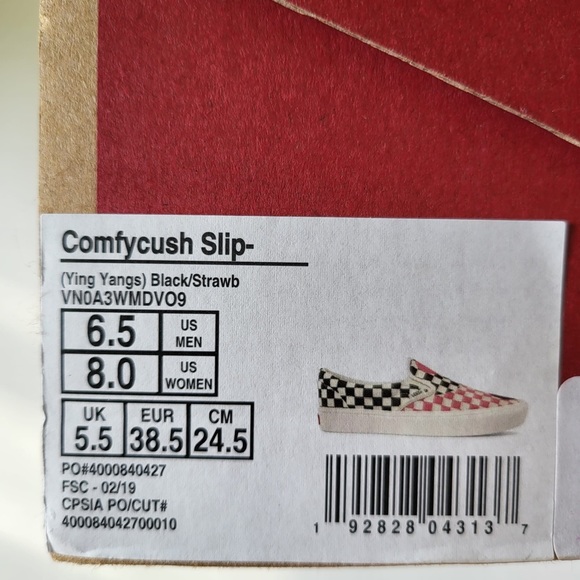 Comfycush Slip-
(Ying Yangs) Black/Strawb
VN0A3WMDVO9
6.5 US MEN
8.0 US WOMEN
UK EUR CM
5.5 38.5 24.5
PO#4000840427
FSC - 02/19
CPSIA PO/CUT#
400084042700010
1 92828 04313 7